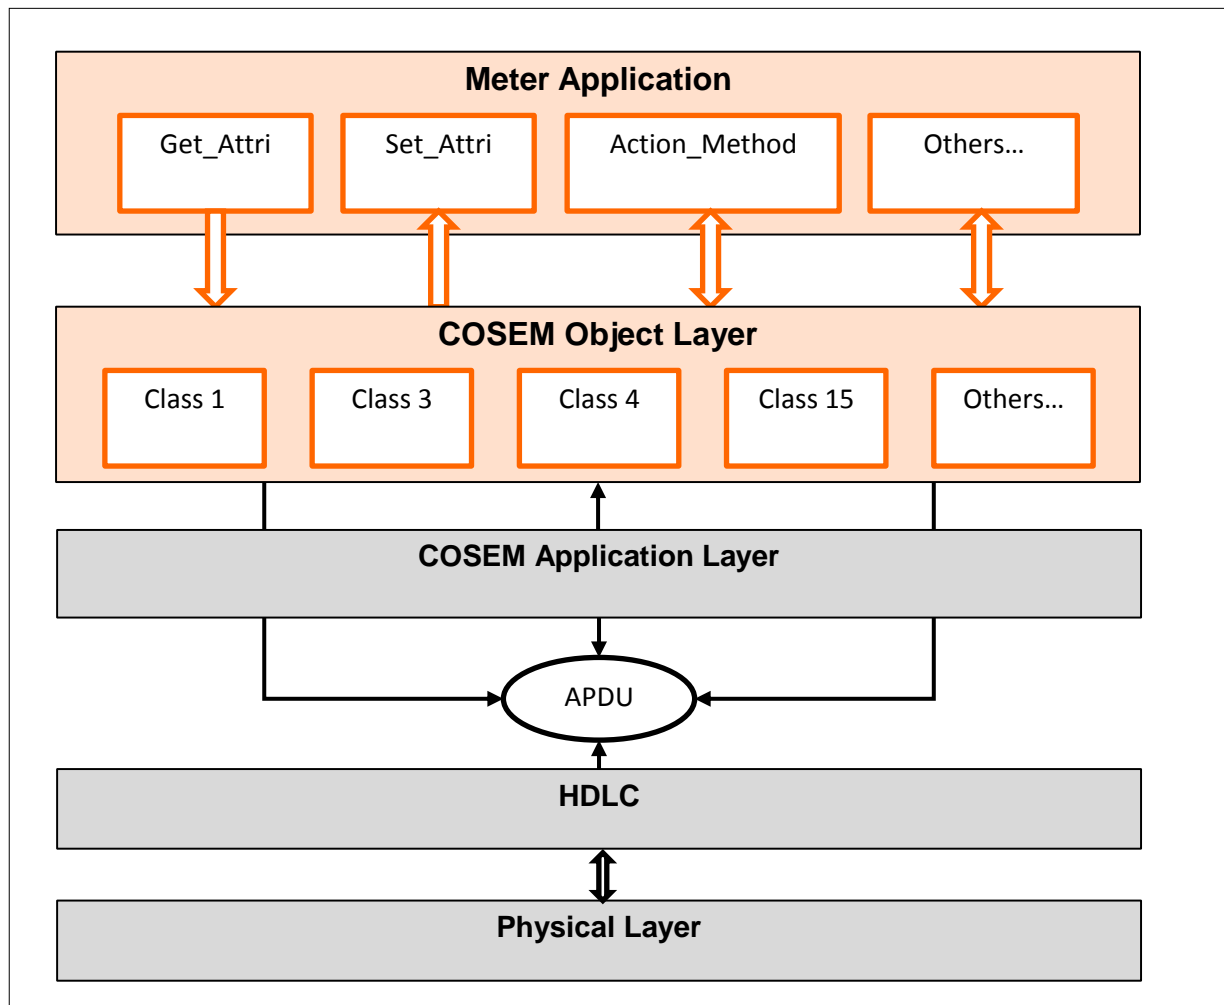 Meter Application
Get_Attri
Set_Attri
Action_Method
Others…
COSEM Object Layer
Class 1
Class 3
Class 4
Class 15
Others…
COSEM Application Layer
APDU
HDLC
Physical Layer